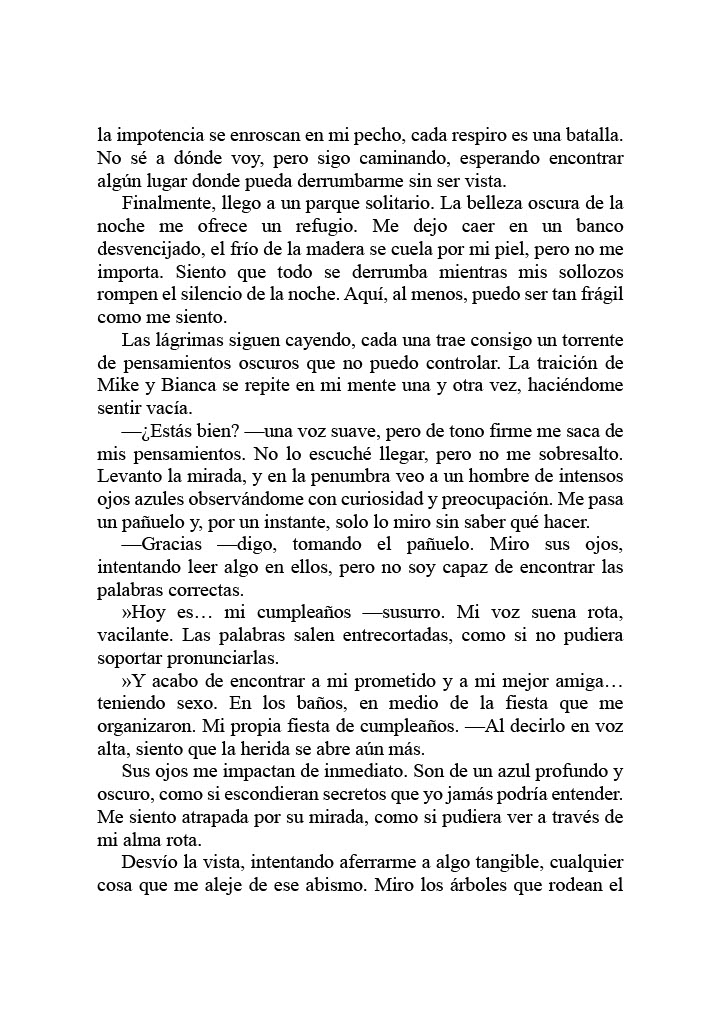 la impotencia se enroscan en mi pecho, cada respiro es una batalla.
No sé a dónde voy, pero sigo caminando, esperando encontrar
algún lugar donde pueda derrumbarme sin ser vista.
Finalmente, llego a un parque solitario. La belleza oscura de la
noche me ofrece un refugio. Me dejo caer en un banco
desvencijado, el frío de la madera se cuela por mi piel, pero no me
importa. Siento que todo se derrumba mientras mis sollozos
rompen el silencio de la noche. Aquí, al menos, puedo ser tan frágil
como me siento.
Las lágrimas siguen cayendo, cada una trae consigo un torrente
de pensamientos oscuros que no puedo controlar. La traición de
Mike y Bianca se repite en mi mente una y otra vez, haciéndome
sentir vacía.
—¿Estás bien? —una voz suave, pero de tono firme me saca de
mis pensamientos. No lo escuché llegar, pero no me sobresalto.
Levanto la mirada, y en la penumbra veo a un hombre de intensos
ojos azules observándome con curiosidad y preocupación. Me pasa
un pañuelo y, por un instante, solo lo miro sin saber qué hacer.
—Gracias —digo, tomando el pañuelo. Miro sus ojos,
intentando leer algo en ellos, pero no soy capaz de encontrar las
palabras correctas.
»Hoy es… mi cumpleaños —susurro. Mi voz suena rota,
vacilante. Las palabras salen entrecortadas, como si no pudiera
soportar pronunciarlas.
»Y acabo de encontrar a mi prometido y a mi mejor amiga…
teniendo sexo. En los baños, en medio de la fiesta que me
organizaron. Mi propia fiesta de cumpleaños. —Al decirlo en voz
alta, siento que la herida se abre aún más.
Sus ojos me impactan de inmediato. Son de un azul profundo y
oscuro, como si escondieran secretos que yo jamás podría entender.
Me siento atrapada por su mirada, como si pudiera ver a través de
mi alma rota.
Desvío la vista, intentando aferrarme a algo tangible, cualquier
cosa que me aleje de ese abismo. Miro los árboles que rodean el